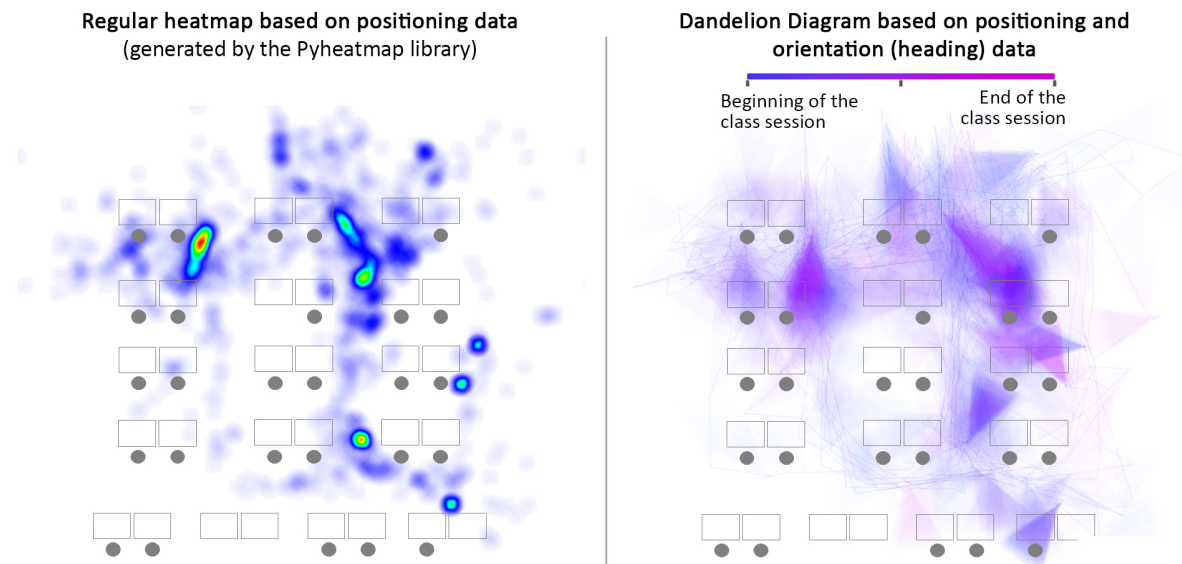 Regular heatmap based on positioning data
(generated by the Pyheatmap library)
Dandelion Diagram based on positioning and
orientation (heading) data
Beginning of the
class session
End of the
class session